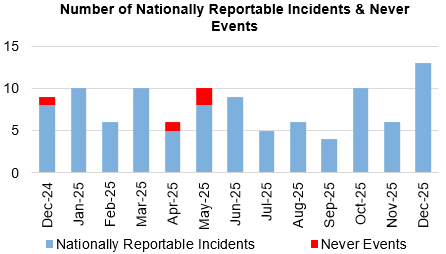 Number of Nationally Reportable Incidents & Never
Events
15
10
5
0
Dec-24
Jan-25
Feb-25
Mar-25
Apr-25
May-25
Jun-25
Jul-25
Aug-25
Sep-25
Oct-25
Nov-25
Dec-25
Nationally Reportable Incidents
Never Events